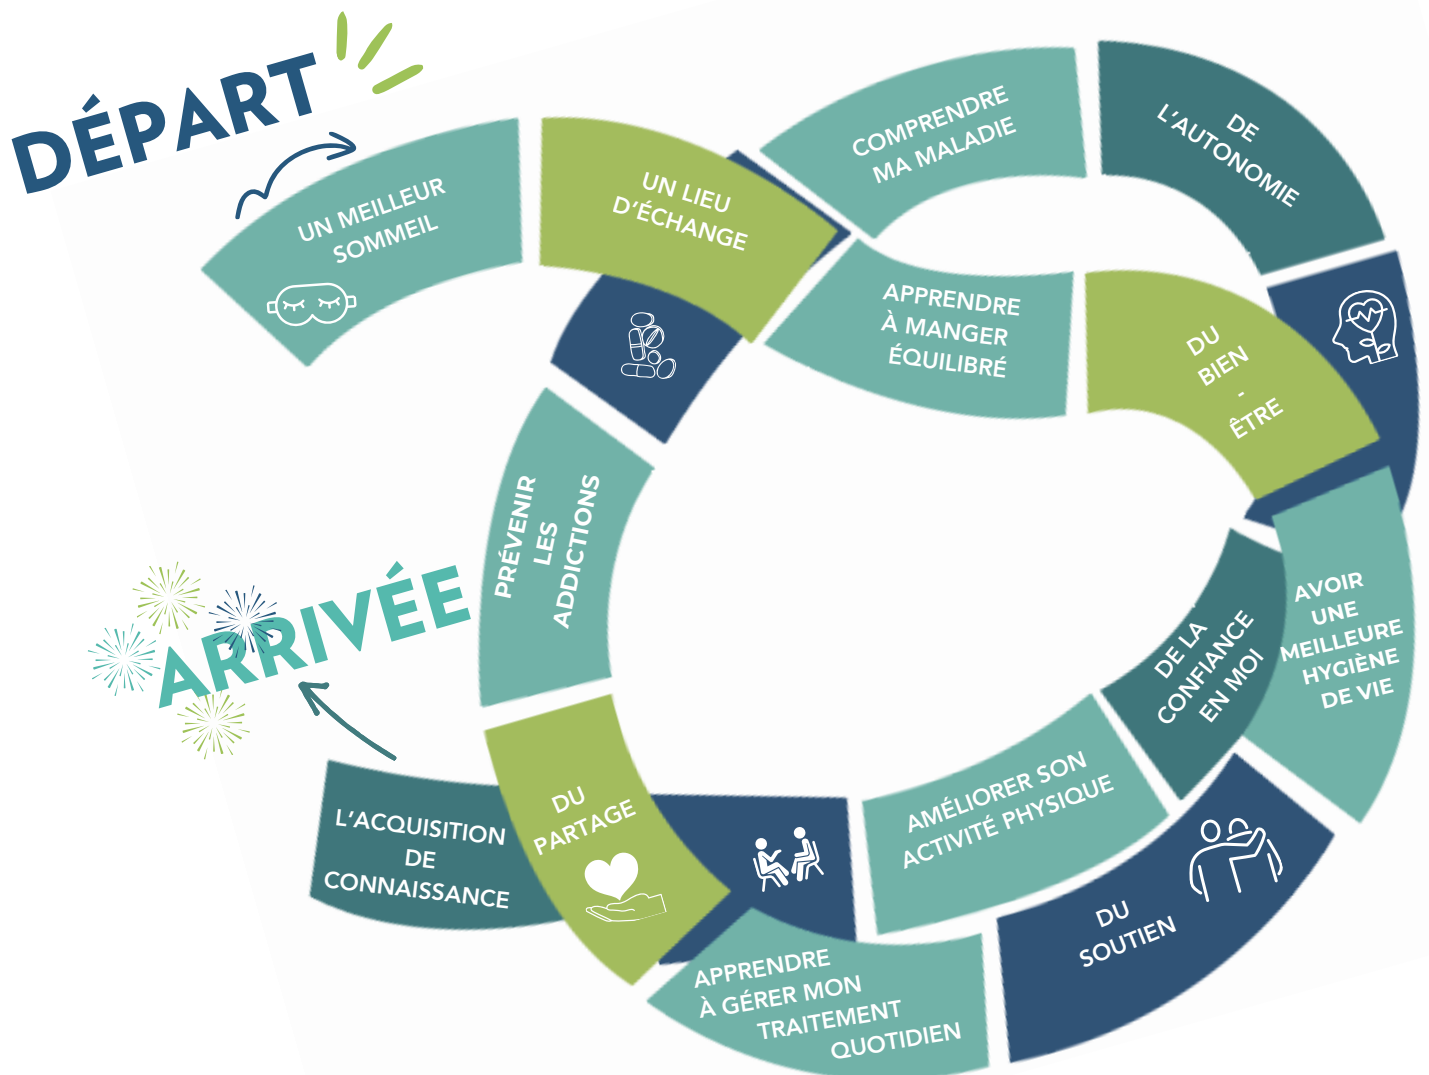 DÉPART
UN MEILLEUR
SOMMEIL
UN LIEU
D'ÉCHANGE
APPRENDRE
À MANGER
ÉQUILIBRÉ
DU
BIEN
-
ÊTRE
AVOIR
UNE
MEILLEURE
HYGIÈNE
DE VIE
DU
SOUTIEN
APPRENDRE
À GÉRER MON
TRAITEMENT
QUOTIDIEN
DU
PARTAGE
PRÉVENIR
LES
ADDICTIONS
COMPRENDRE
MA MALADIE
DE
L'AUTONOMIE
DE LA
CONFIANCE
EN MOI
AMÉLIORER SON
ACTIVITÉ PHYSIQUE
L'ACQUISITION
DE
CONNAISSANCE
ARRIVÉE